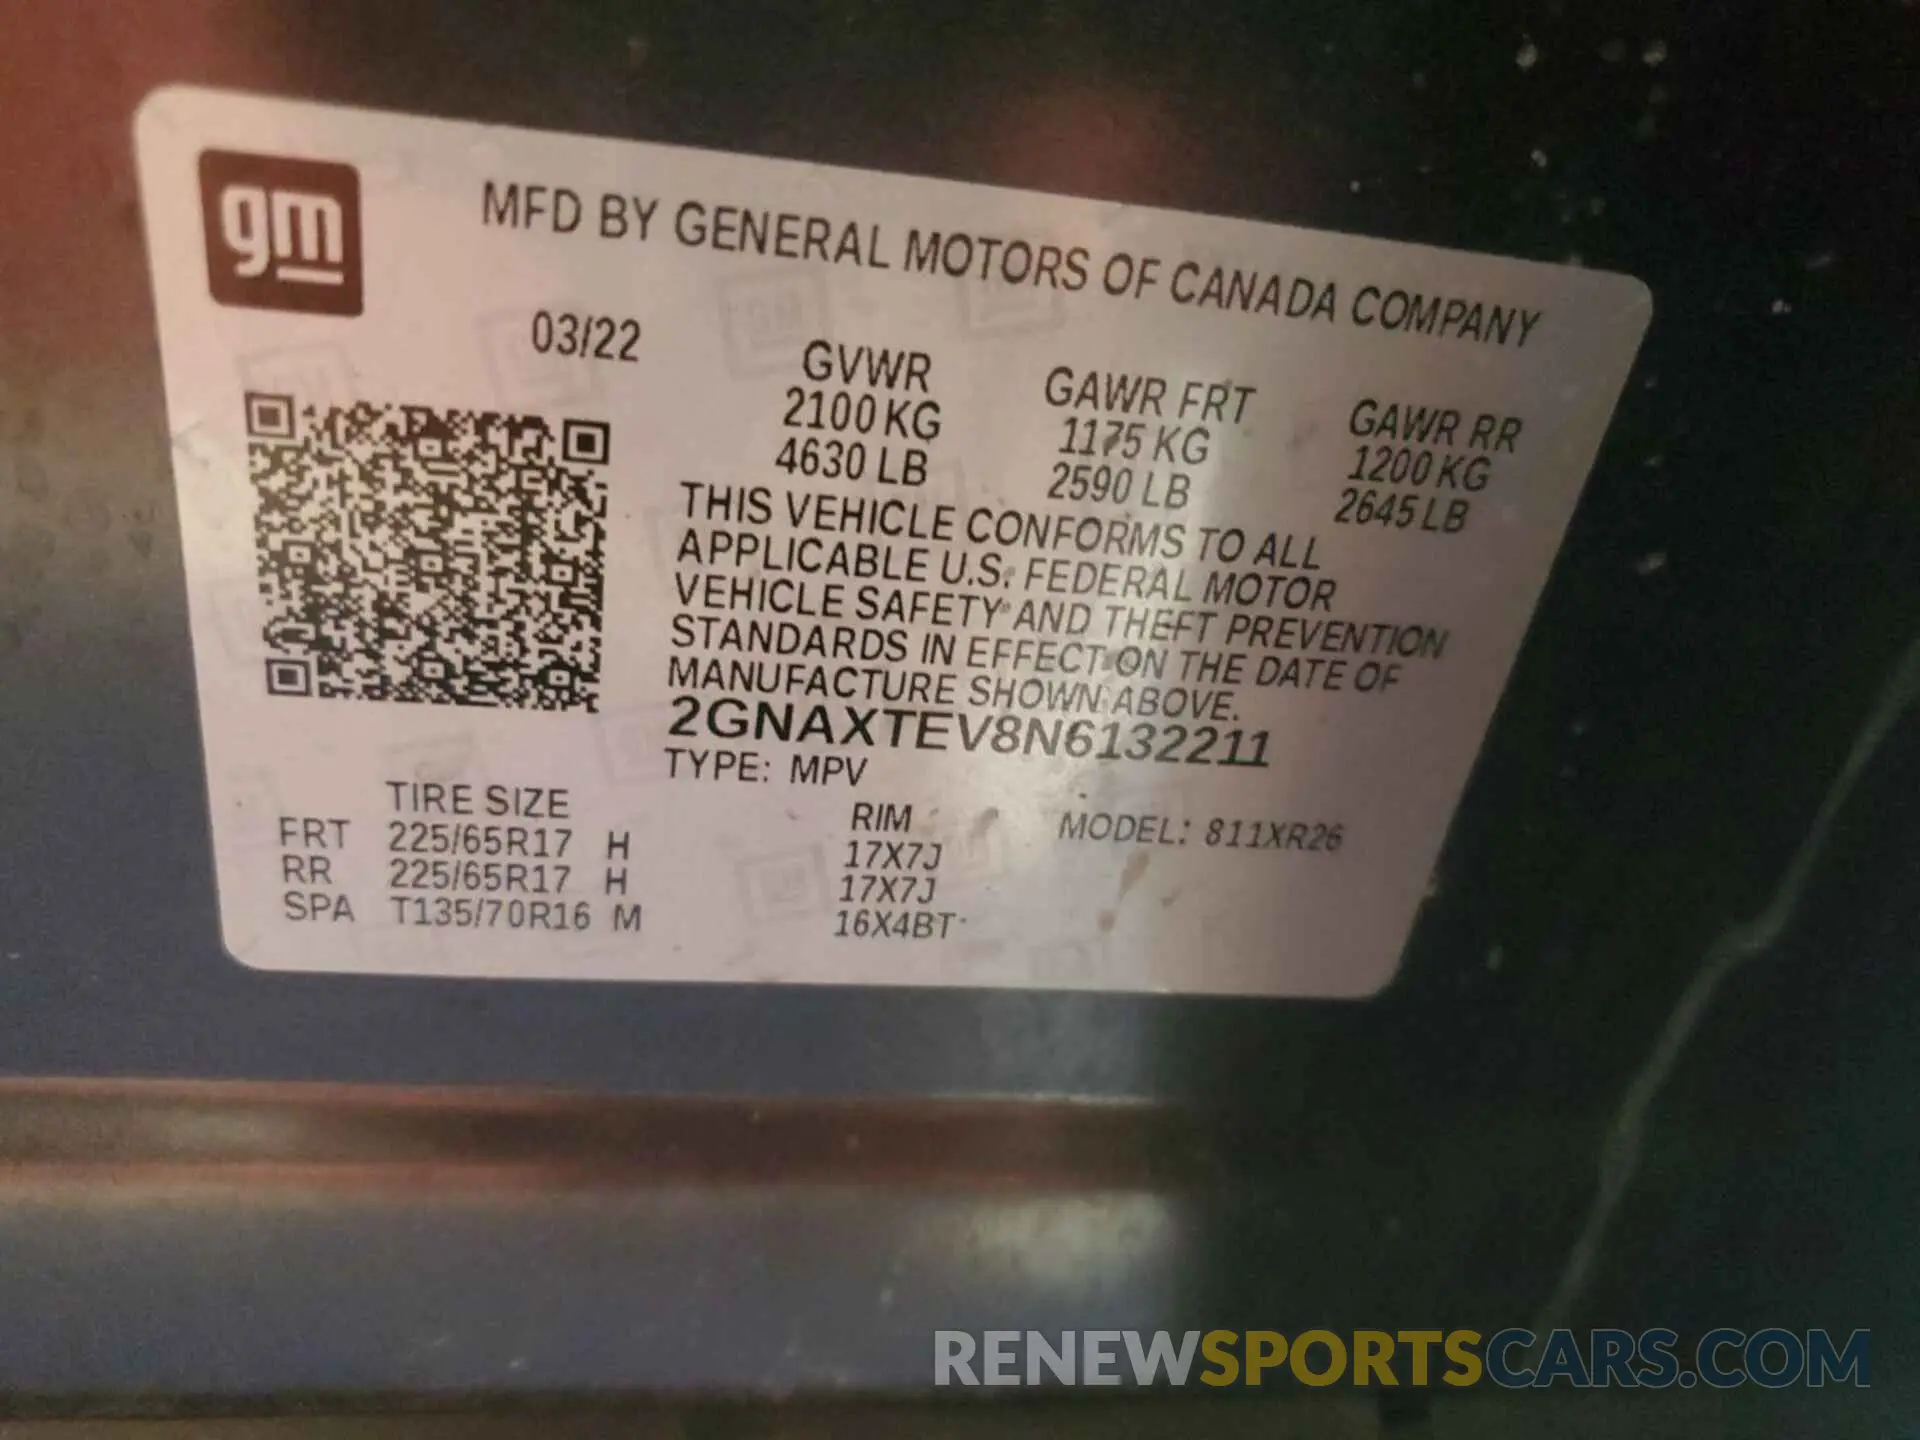 gm
MFD BY GENERAL MOTORS OF CANADA COMPANY
03/22
GVWR GAWR FRT GAWR RR
2100 KG 1175 KG 1200 KG
4630 LB 2590 LB 2645 LB
THIS VEHICLE CONFORMS TO ALL
APPLICABLE U.S. FEDERAL MOTOR
VEHICLE SAFETY AND THEFT PREVENTION
STANDARDS IN EFFECT ON THE DATE OF
MANUFACTURE SHOWN ABOVE.
2GNAXTEV8N6132211
TYPE: MPV
TIRE SIZE RIM MODEL: 811XR26
FRT 225/65R17 H 17X7J
RR 225/65R17 H 17X7J
SPA T135/70R16 M 16X4BT
RENEWSPORTSCARS.COM